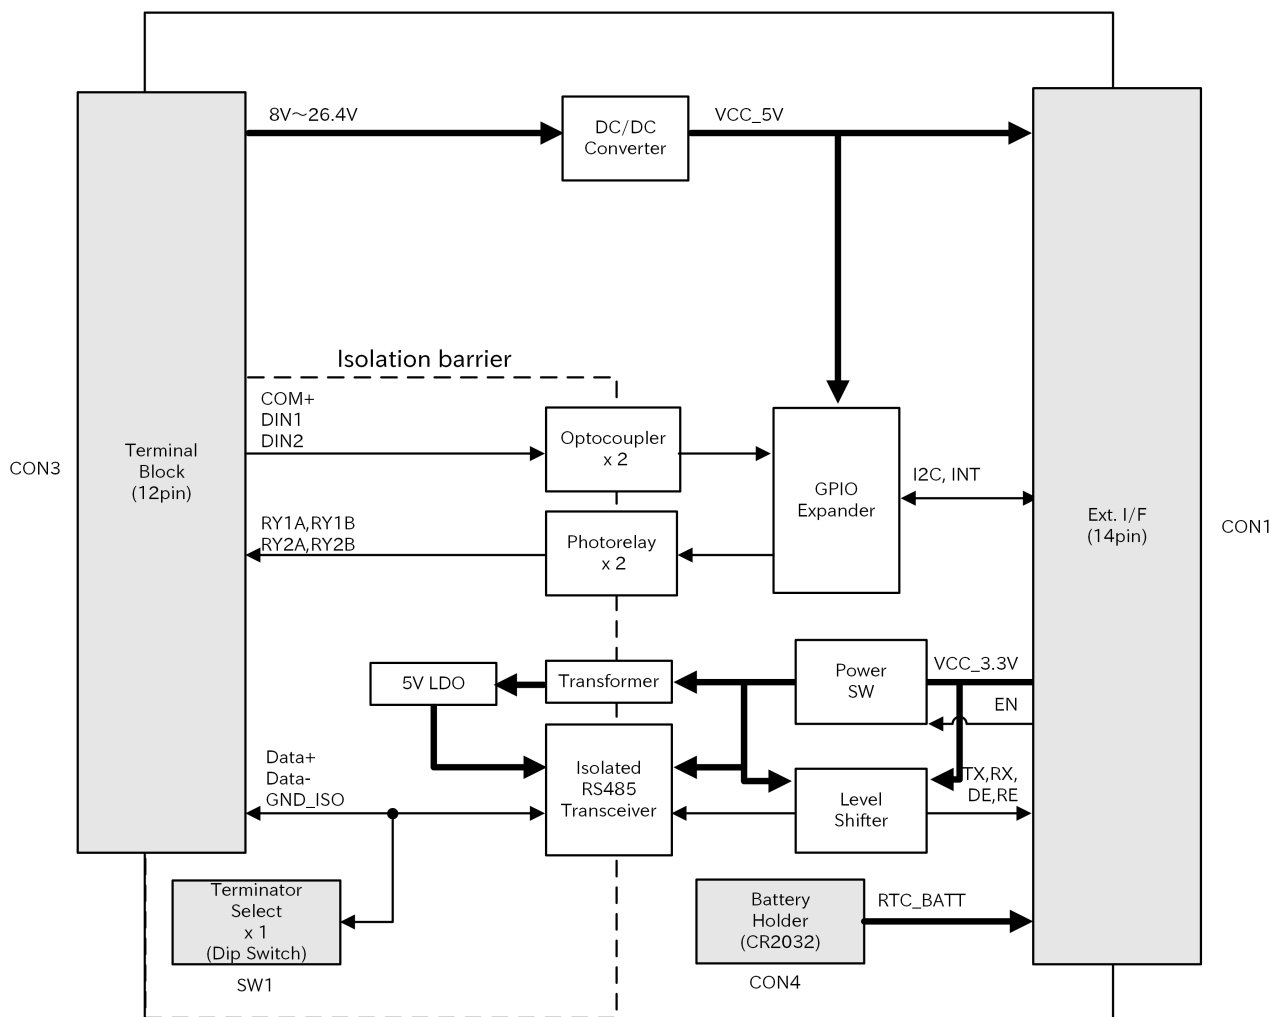 8V～26.4V
DC/DC
Converter
VCC_5V
Isolation barrier
COM+
DIN1
DIN2
Optocoupler
x 2
GPIO
Expander
I2C, INT
Terminal
Block
(12pin)
CON3
Ext. I/F
(14pin)
CON1
RY1A,RY1B
RY2A,RY2B
Photorelay
x 2
5V LDO
Transformer
Power
SW
VCC_3.3V
EN
Data+
Data-
GND_ISO
Isolated
RS485
Transceiver
Level
Shifter
TX,RX,
DE,RE
Terminator
Select
x 1
(Dip Switch)
SW1
Battery
Holder
(CR2032)
RTC_BATT
CON4